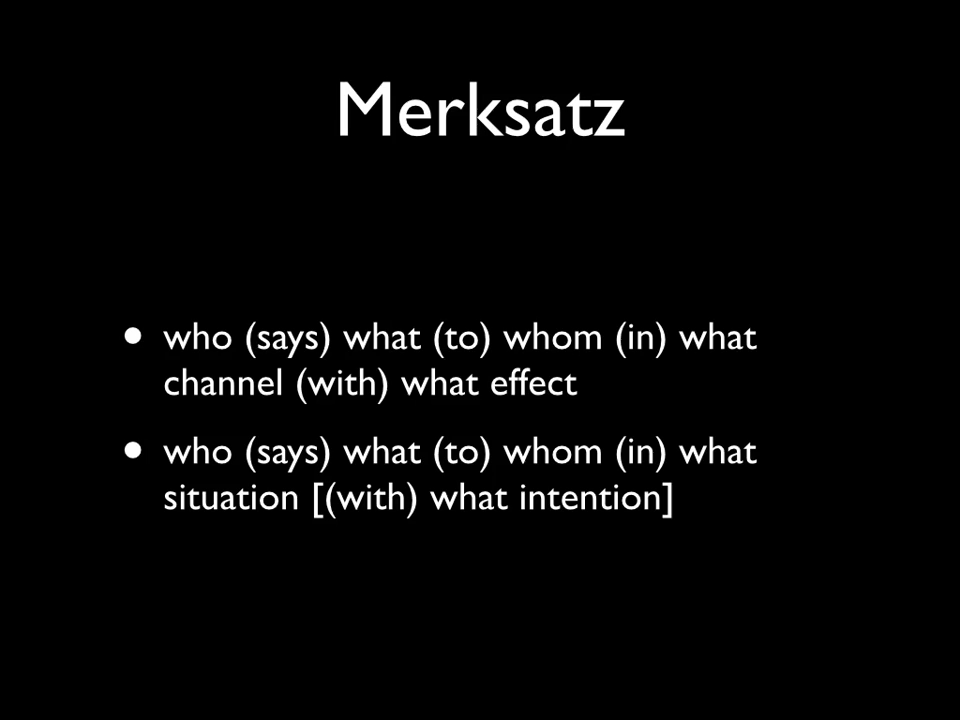 Merksatz
• who (says) what (to) whom (in) what
channel (with) what effect
• who (says) what (to) whom (in) what
situation [(with) what intention]